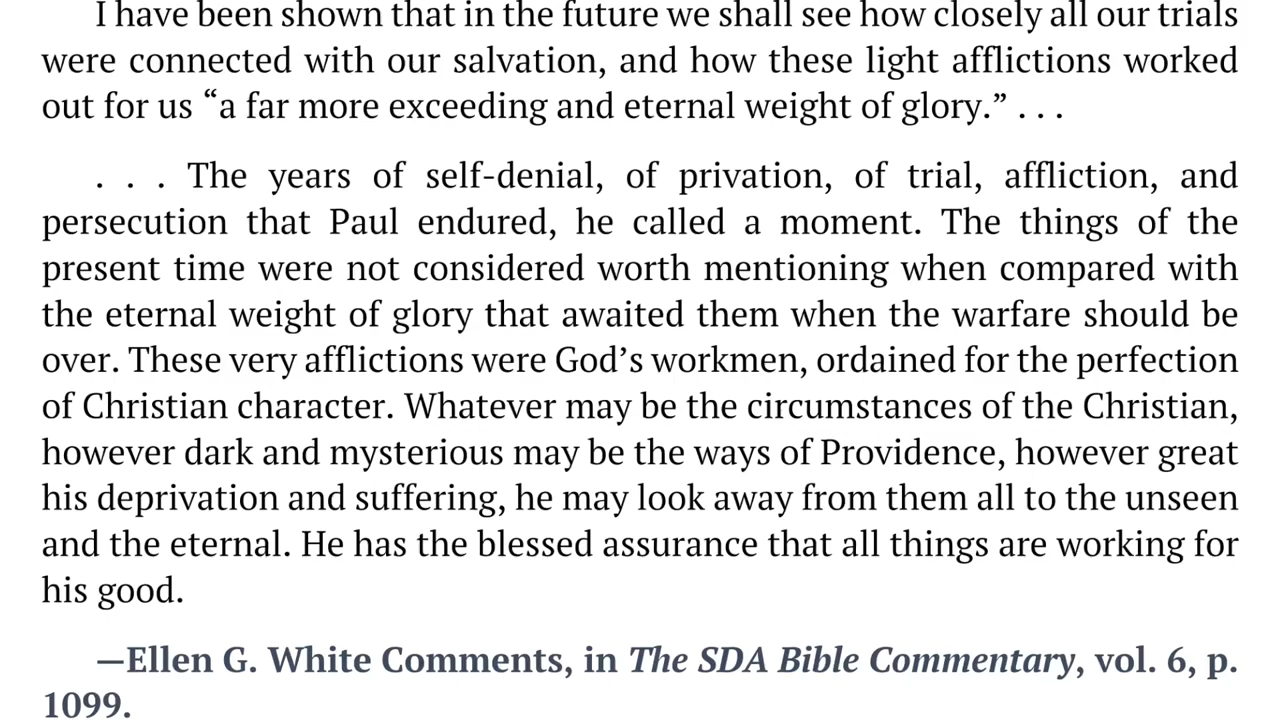 I have been shown that in the future we shall see how closely all our trials
were connected with our salvation, and how these light afflictions worked
out for us “a far more exceeding and eternal weight of glory.” . . .
. . . The years of self-denial, of privation, of trial, affliction, and
persecution that Paul endured, he called a moment. The things of the
present time were not considered worth mentioning when compared with
the eternal weight of glory that awaited them when the warfare should be
over. These very afflictions were God’s workmen, ordained for the perfection
of Christian character. Whatever may be the circumstances of the Christian,
however dark and mysterious may be the ways of Providence, however great
his deprivation and suffering, he may look away from them all to the unseen
and the eternal. He has the blessed assurance that all things are working for
his good.
—Ellen G. White Comments, in The SDA Bible Commentary, vol. 6, p.
1099.